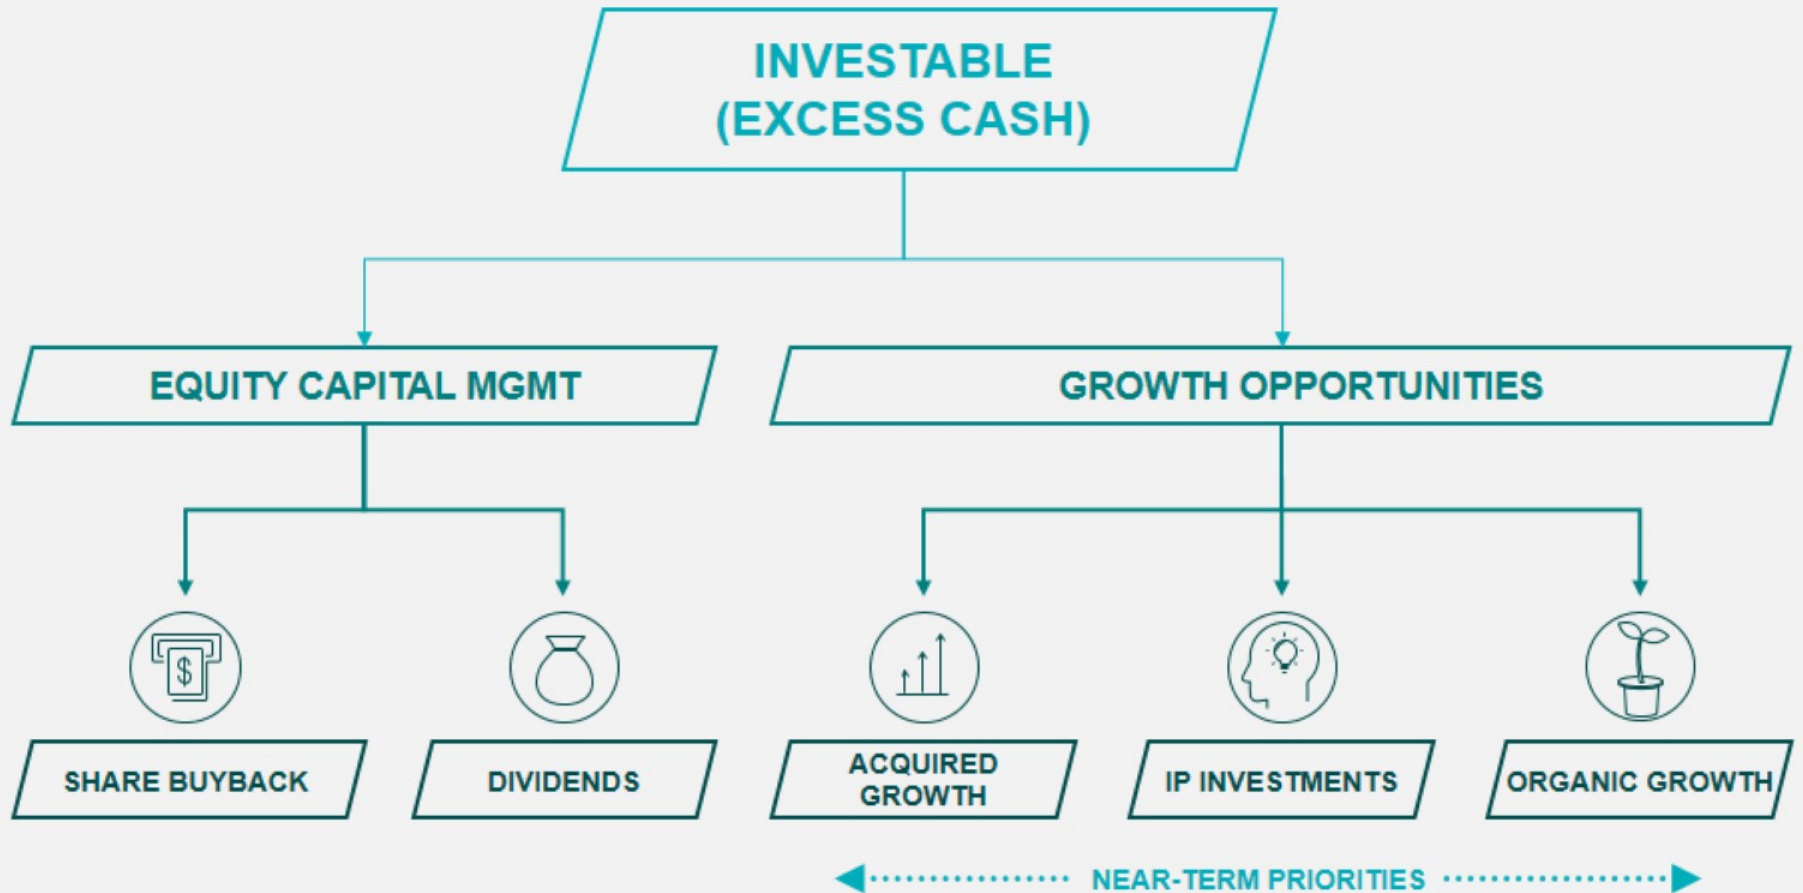 INVESTABLE
(EXCESS CASH)
EQUITY CAPITAL MGMT
GROWTH OPPORTUNITIES
$
SHARE BUYBACK
DIVIDENDS
ACQUIRED
GROWTH
IP INVESTMENTS
ORGANIC GROWTH
NEAR-TERM PRIORITIES